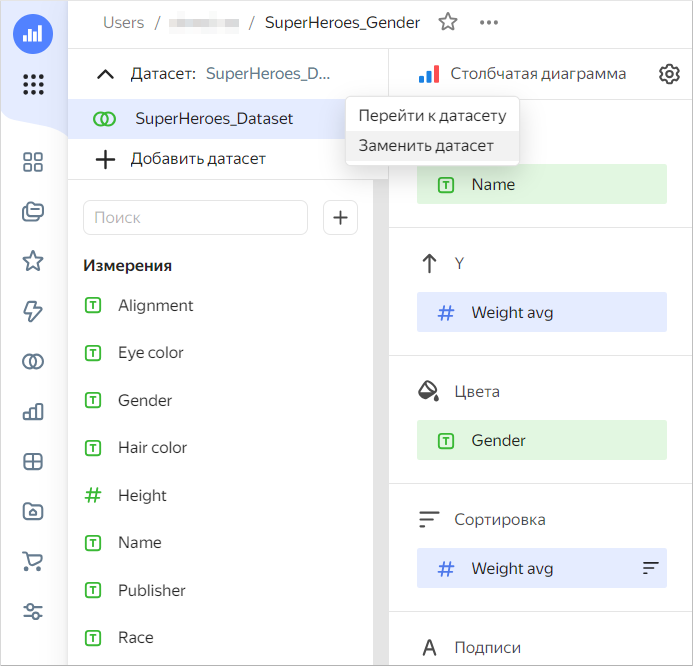 Users / / SuperHeroes_Gender
Датасет: SuperHeroes_D...
SuperHeroes_Dataset
Добавить датасет
Перейти к датасету
Заменить датасет
Поиск
Измерения
Alignment
Eye color
Gender
Hair color
Height
Name
Publisher
Race
Столбчатая диаграмма
Name
Y
Weight avg
Цвета
Gender
Сортировка
Weight avg
Подписи